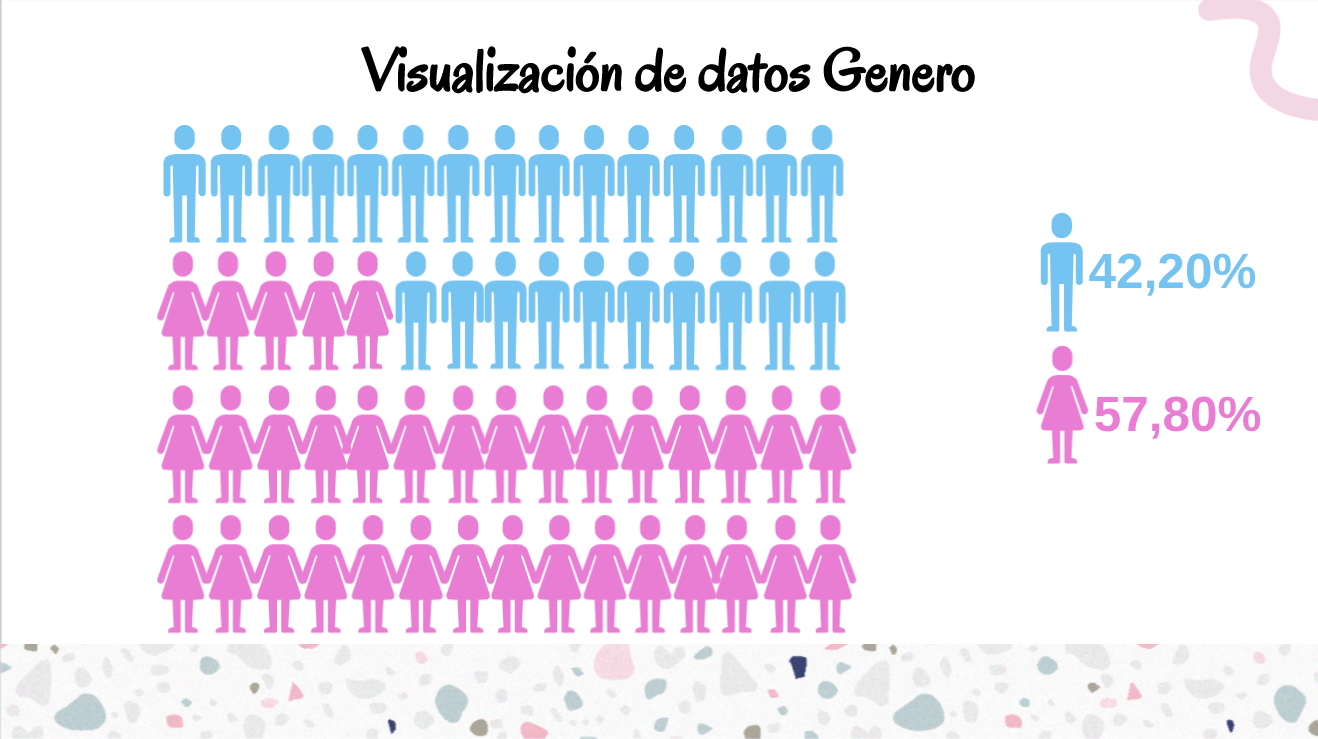 Visualización de datos Genero
42,20%
57,80%